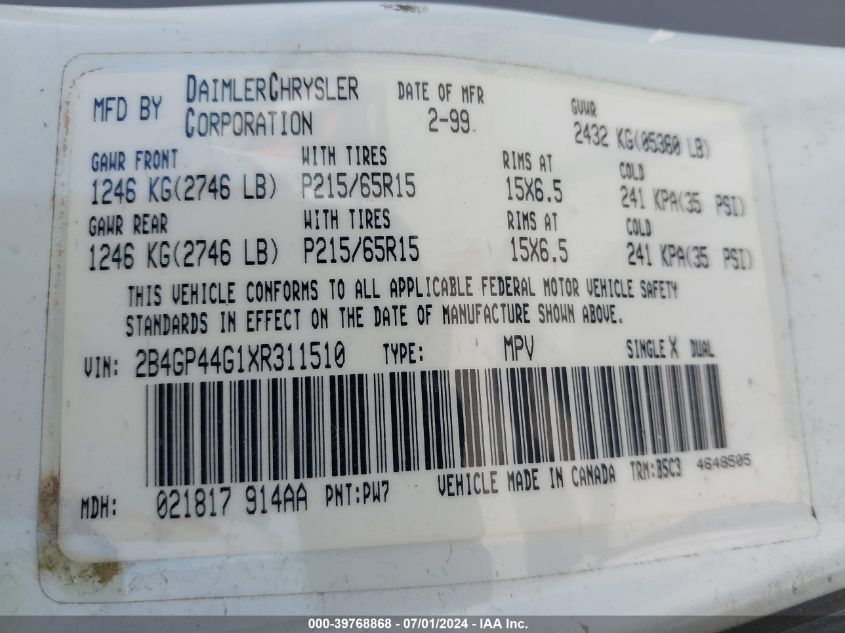 MFD BY DAIMLERCHRYSLER CORPORATION
DATE OF MFR 2-99
GVWR 2432 KG(05360 LB)
GAWR FRONT WITH TIRES RIMS AT COLD
1246 KG(2746 LB) P215/65R15 15X6.5 241 KPA(35 PSI)
GAWR REAR WITH TIRES RIMS AT COLD
1246 KG(2746 LB) P215/65R15 15X6.5 241 KPA(35 PSI)
THIS VEHICLE CONFORMS TO ALL APPLICABLE FEDERAL MOTOR VEHICLE SAFETY
STANDARDS IN EFFECT ON THE DATE OF MANUFACTURE SHOWN ABOVE.
VIN: 2B4GP44G1XR311510 TYPE: MPV SINGLE X DUAL
MDH: 021817 914AA PNT:PW7 VEHICLE MADE IN CANADA TRM:B5C3 4648505
000-39768868 - 07/01/2024 - IAA Inc.